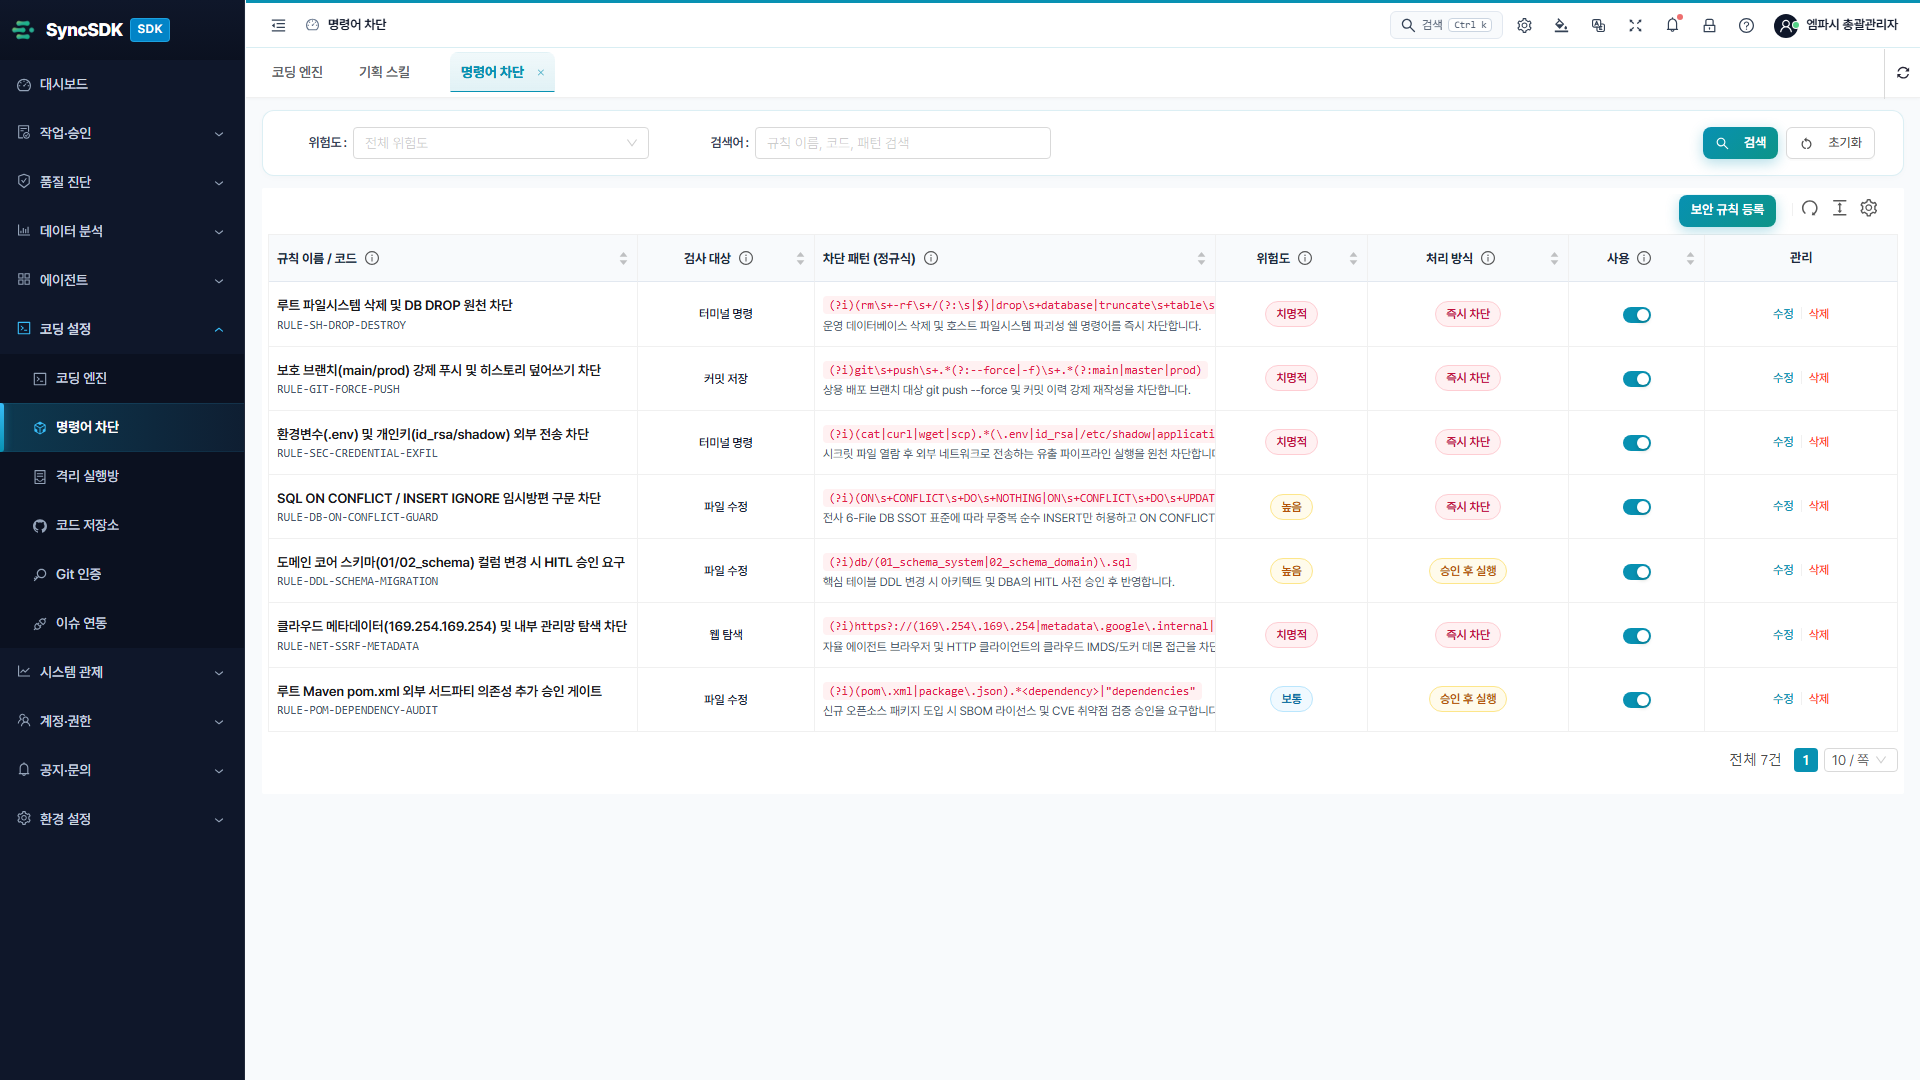 SyncSDK SDK
대시보드
작업·승인
품질 진단
데이터 분석
에이전트
코딩 설정
코딩 엔진
명령어 차단
격리 실행방
코드 저장소
Git 인증
이슈 연동
시스템 관제
계정·권한
공지·문의
환경 설정
명령어 차단
검색 Ctrl k
엠파시 총괄관리자
코딩 엔진 기획 스킬 명령어 차단 ×
위험도 : 전체 위험도 검색어 : 규칙 이름, 코드, 패턴 검색 검색 초기화
보안 규칙 등록
규칙 이름 / 코드 검사 대상 차단 패턴 (정규식) 위험도 처리 방식 사용 관리
루트 파일시스템 삭제 및 DB DROP 원천 차단
RULE-SH-DROP-DESTROY
터미널 명령
(?i)(rm\s+-rf\s+/(?:\s|$)|drop\s+database|truncate\s+table\s
운영 데이터베이스 삭제 및 호스트 파일시스템 파괴성 쉘 명령어를 즉시 차단합니다.
치명적 즉시 차단 수정 삭제
보호 브랜치(main/prod) 강제 푸시 및 히스토리 덮어쓰기 차단
RULE-GIT-FORCE-PUSH
커밋 저장
(?i)git\s+push\s+.*(?:--force|-f)\s+.*(?:main|master|prod)
상용 배포 브랜치 대상 git push --force 및 커밋 이력 강제 재작성을 차단합니다.
치명적 즉시 차단 수정 삭제
환경변수(.env) 및 개인키(id_rsa/shadow) 외부 전송 차단
RULE-SEC-CREDENTIAL-EXFIL
터미널 명령
(?i)(cat|curl|wget|scp).*(\.env|id_rsa|/etc/shadow|applicati
시크릿 파일 열람 후 외부 네트워크로 전송하는 유출 파이프라인 실행을 원천 차단합니다
치명적 즉시 차단 수정 삭제
SQL ON CONFLICT / INSERT IGNORE 임시방편 구문 차단
RULE-DB-ON-CONFLICT-GUARD
파일 수정
(?i)(ON\s+CONFLICT\s+DO\s+NOTHING|ON\s+CONFLICT\s+DO\s+UPDAT
전사 6-File DB SSOT 표준에 따라 무중복 순수 INSERT만 허용하고 ON CONFLICT
높음 즉시 차단 수정 삭제
도메인 코어 스키마(01/02_schema) 컬럼 변경 시 HITL 승인 요구
RULE-DDL-SCHEMA-MIGRATION
파일 수정
(?i)db/(01_schema_system|02_schema_domain)\.sql
핵심 테이블 DDL 변경 시 아키텍트 및 DBA의 HITL 사전 승인 후 반영합니다.
높음 승인 후 실행 수정 삭제
클라우드 메타데이터(169.254.169.254) 및 내부 관리망 탐색 차단
RULE-NET-SSRF-METADATA
웹 탐색
(?i)https?://(169\.254\.169\.254|metadata\.google\.internal|
자율 에이전트 브라우저 및 HTTP 클라이언트의 클라우드 IMDS/도커 데몬 접근을 차단
치명적 즉시 차단 수정 삭제
루트 Maven pom.xml 외부 서드파티 의존성 추가 승인 게이트
RULE-POM-DEPENDENCY-AUDIT
파일 수정
(?i)(pom\.xml|package\.json).*<dependency>|"dependencies"
신규 오픈소스 패키지 도입 시 SBOM 라이선스 및 CVE 취약점 검증 승인을 요구합니다
보통 승인 후 실행 수정 삭제
전체 7건 1 10 / 쪽